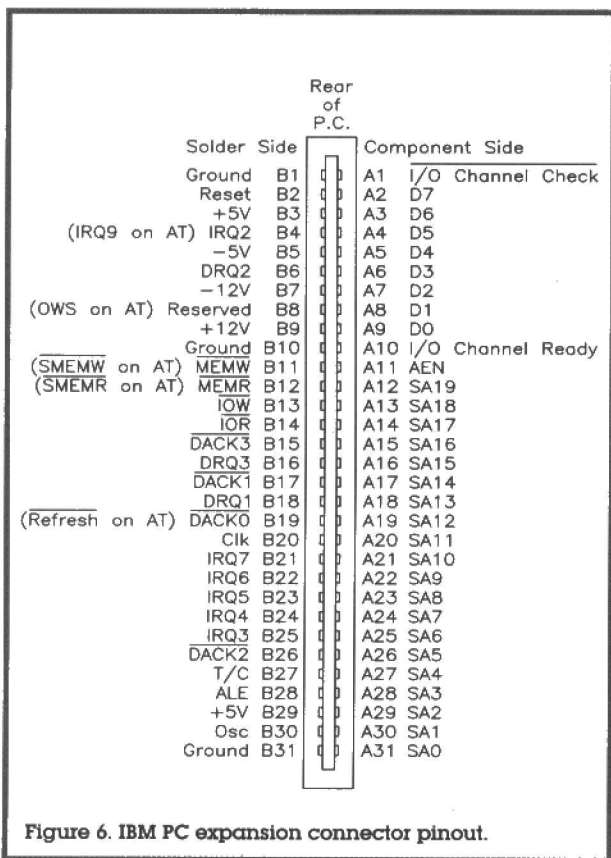 Rear
of
P.C.
Solder Side Component Side
Ground B1 A1 I/O Channel Check
Reset B2 A2 D7
+5V B3 A3 D6
(IRQ9 on AT) IRQ2 B4 A4 D5
−5V B5 A5 D4
DRQ2 B6 A6 D3
−12V B7 A7 D2
(OWS on AT) Reserved B8 A8 D1
+12V B9 A9 D0
Ground B10 A10 I/O Channel Ready
(SMEMW on AT) MEMW B11 A11 AEN
(SMEMR on AT) MEMR B12 A12 SA19
IOW B13 A13 SA18
IOR B14 A14 SA17
DACK3 B15 A15 SA16
DRQ3 B16 A16 SA15
DACK1 B17 A17 SA14
DRQ1 B18 A18 SA13
(Refresh on AT) DACK0 B19 A19 SA12
Clk B20 A20 SA11
IRQ7 B21 A21 SA10
IRQ6 B22 A22 SA9
IRQ5 B23 A23 SA8
IRQ4 B24 A24 SA7
IRQ3 B25 A25 SA6
DACK2 B26 A26 SA5
T/C B27 A27 SA4
ALE B28 A28 SA3
+5V B29 A29 SA2
Osc B30 A30 SA1
Ground B31 A31 SA0
Figure 6. IBM PC expansion connector pinout.